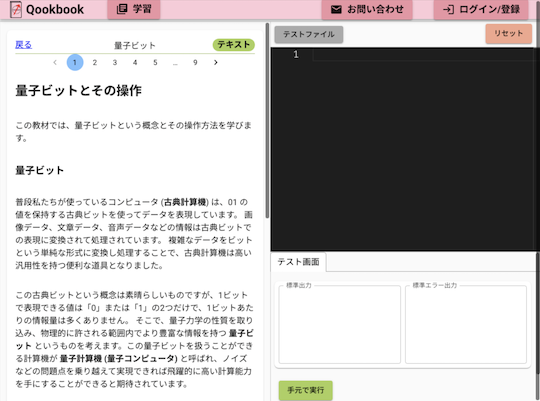 Qookbook
学習
お問い合わせ
ログイン/登録
戻る
量子ビット
テキスト
1 2 3 4 5 … 9
量子ビットとその操作
この教材では、量子ビットという概念とその操作方法を学びま
す。
量子ビット
普段私たちが使っているコンピュータ (古典計算機) は、01 の
値を保持する古典ビットを使ってデータを表現しています。 画
像データ、文章データ、音声データなどの情報は古典ビットで
の表現に変換されて処理されています。 複雑なデータをビット
という単純な形式に変換し処理することで、古典計算機は高い
汎用性を持つ便利な道具となりました。
この古典ビットという概念は素晴らしいものですが、1ビット
で表現できる値は「0」または「1」の2つだけで、1ビットあた
りの情報量は多くありません。 そこで、量子力学の性質を取り
込み、物理的に許される範囲内でより豊富な情報を持つ 量子ビ
ット というものを考えます。この量子ビットを扱うことができ
る計算機が 量子計算機 (量子コンピュータ) と呼ばれ、ノイズ
などの問題点を乗り越えて実現できれば飛躍的に高い計算能力
を手にすることができると期待されています。
テストファイル
リセット
1
テスト画面
標準出力
標準エラー出力
手元で実行